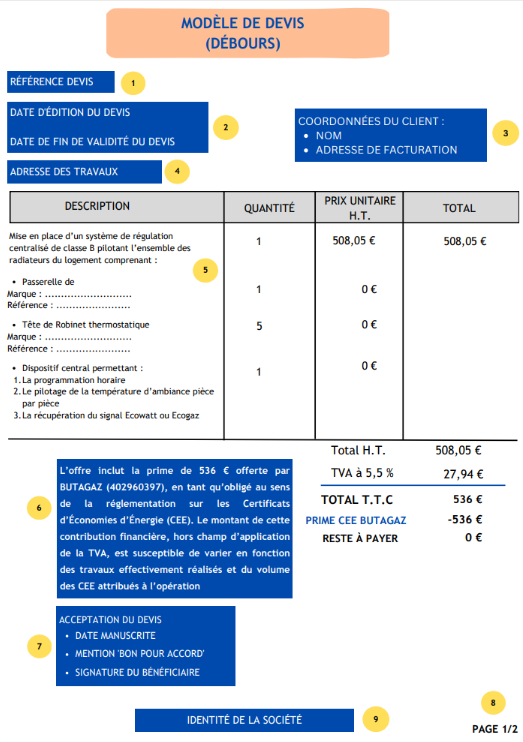 MODÈLE DE DEVIS
(DÉBOURS)
RÉFÉRENCE DEVIS
1
DATE D'ÉDITION DU DEVIS
DATE DE FIN DE VALIDITÉ DU DEVIS
2
COORDONNÉES DU CLIENT :
• NOM
• ADRESSE DE FACTURATION
3
ADRESSE DES TRAVAUX
4
DESCRIPTION QUANTITÉ PRIX UNITAIRE H.T. TOTAL
Mise en place d'un système de régulation
centralisé de classe B pilotant l'ensemble des
radiateurs du logement comprenant :
1 508,05 € 508,05 €
5
• Passerelle de
Marque : ...........................
Référence : .......................
1 0 €
• Tête de Robinet thermostatique
Marque : ...........................
Référence : .......................
5 0 €
• Dispositif central permettant :
1 0 €
1. La programmation horaire
2. Le pilotage de la température d'ambiance pièce
par pièce
3. La récupération du signal Ecowatt ou Ecogaz
Total H.T. 508,05 €
TVA à 5,5 % 27,94 €
TOTAL T.T.C 536 €
PRIME CEE BUTAGAZ -536 €
RESTE À PAYER 0 €
6
L'offre inclut la prime de 536 € offerte par
BUTAGAZ (402960397), en tant qu'obligé au sens
de la réglementation sur les Certificats
d'Économies d'Énergie (CEE). Le montant de cette
contribution financière, hors champ d'application
de la TVA, est susceptible de varier en fonction
des travaux effectivement réalisés et du volume
des CEE attribués à l'opération
7
ACCEPTATION DU DEVIS
• DATE MANUSCRITE
• MENTION 'BON POUR ACCORD'
• SIGNATURE DU BÉNÉFICIAIRE
8
IDENTITÉ DE LA SOCIÉTÉ
9
PAGE 1/2